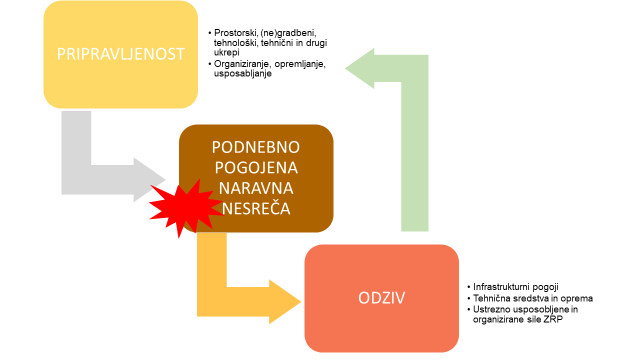 PRIPRAVLJENOST
• Prostorski, (ne)gradbeni,
tehnološki, tehnični in drugi
ukrepi
• Organiziranje, opremljanje,
usposabljanje
PODNEBNO
POGOJENA
NARAVNA
NESREČA
ODZIV
• Infrastrukturni pogoji
• Tehnična sredstva in oprema
• Ustrezno usposobljene in
organizirane sile ZRP